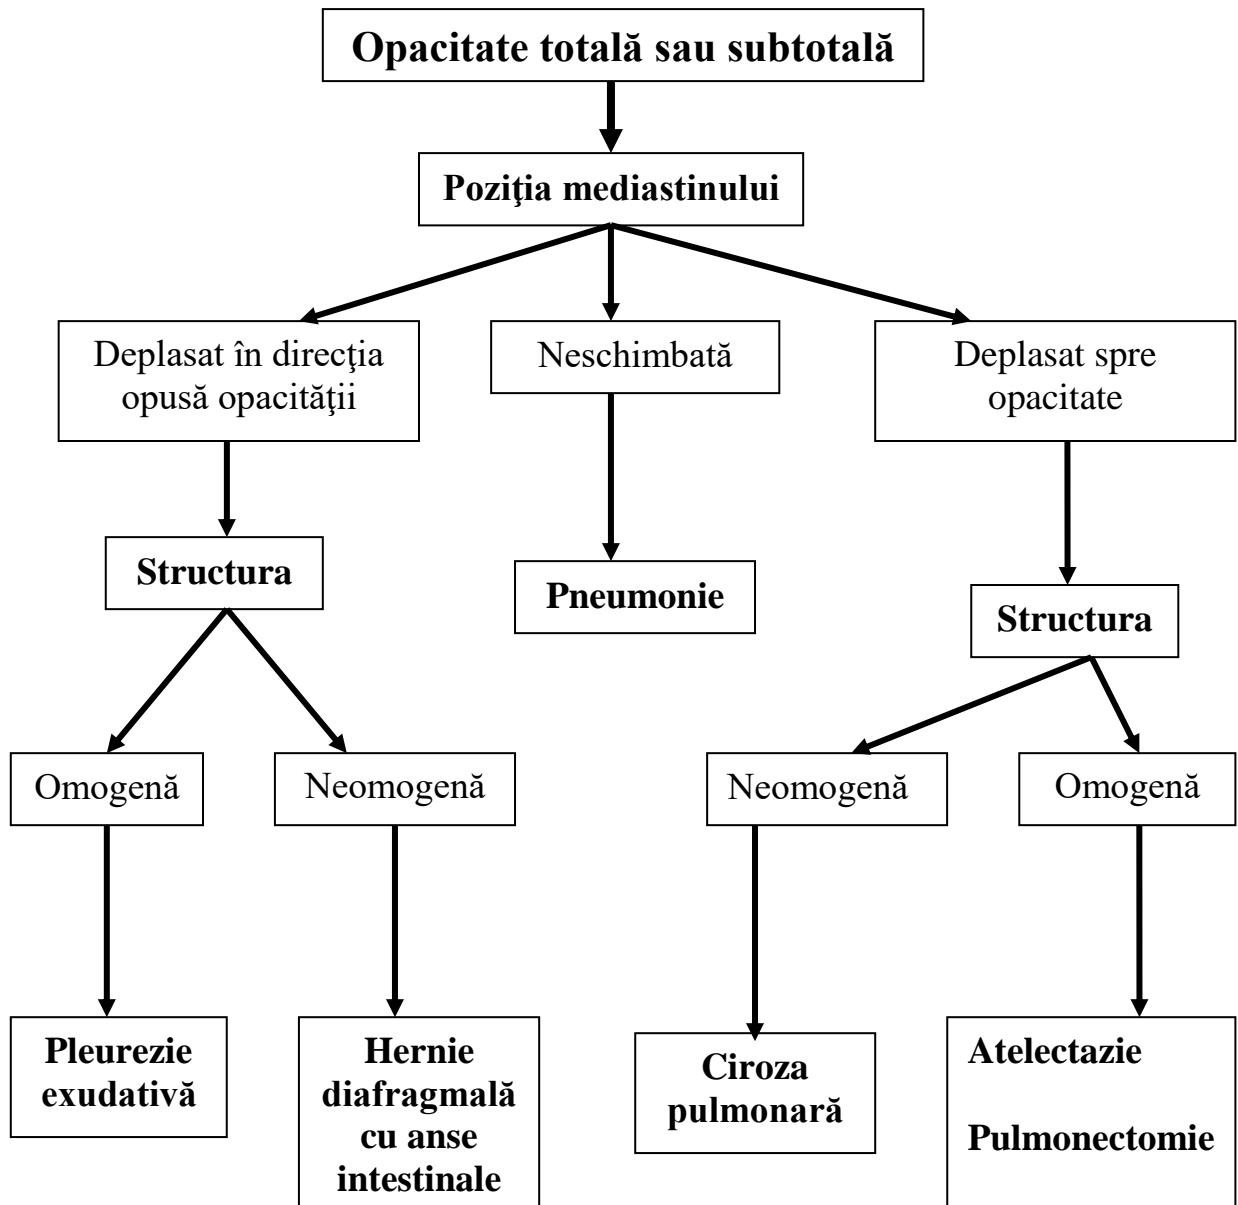 Opacitate totală sau subtotală
Poziţia mediastinului
Deplasat în direcţia
opusă opacităţii
Neschimbată
Deplasat spre
opacitate
Structura
Pneumonie
Structura
Omogenă
Neomogenă
Neomogenă
Omogenă
Pleurezie
exudativă
Hernie
diafragmală
cu anse
intestinale
Ciroza
pulmonară
Atelectazie
Pulmonectomie